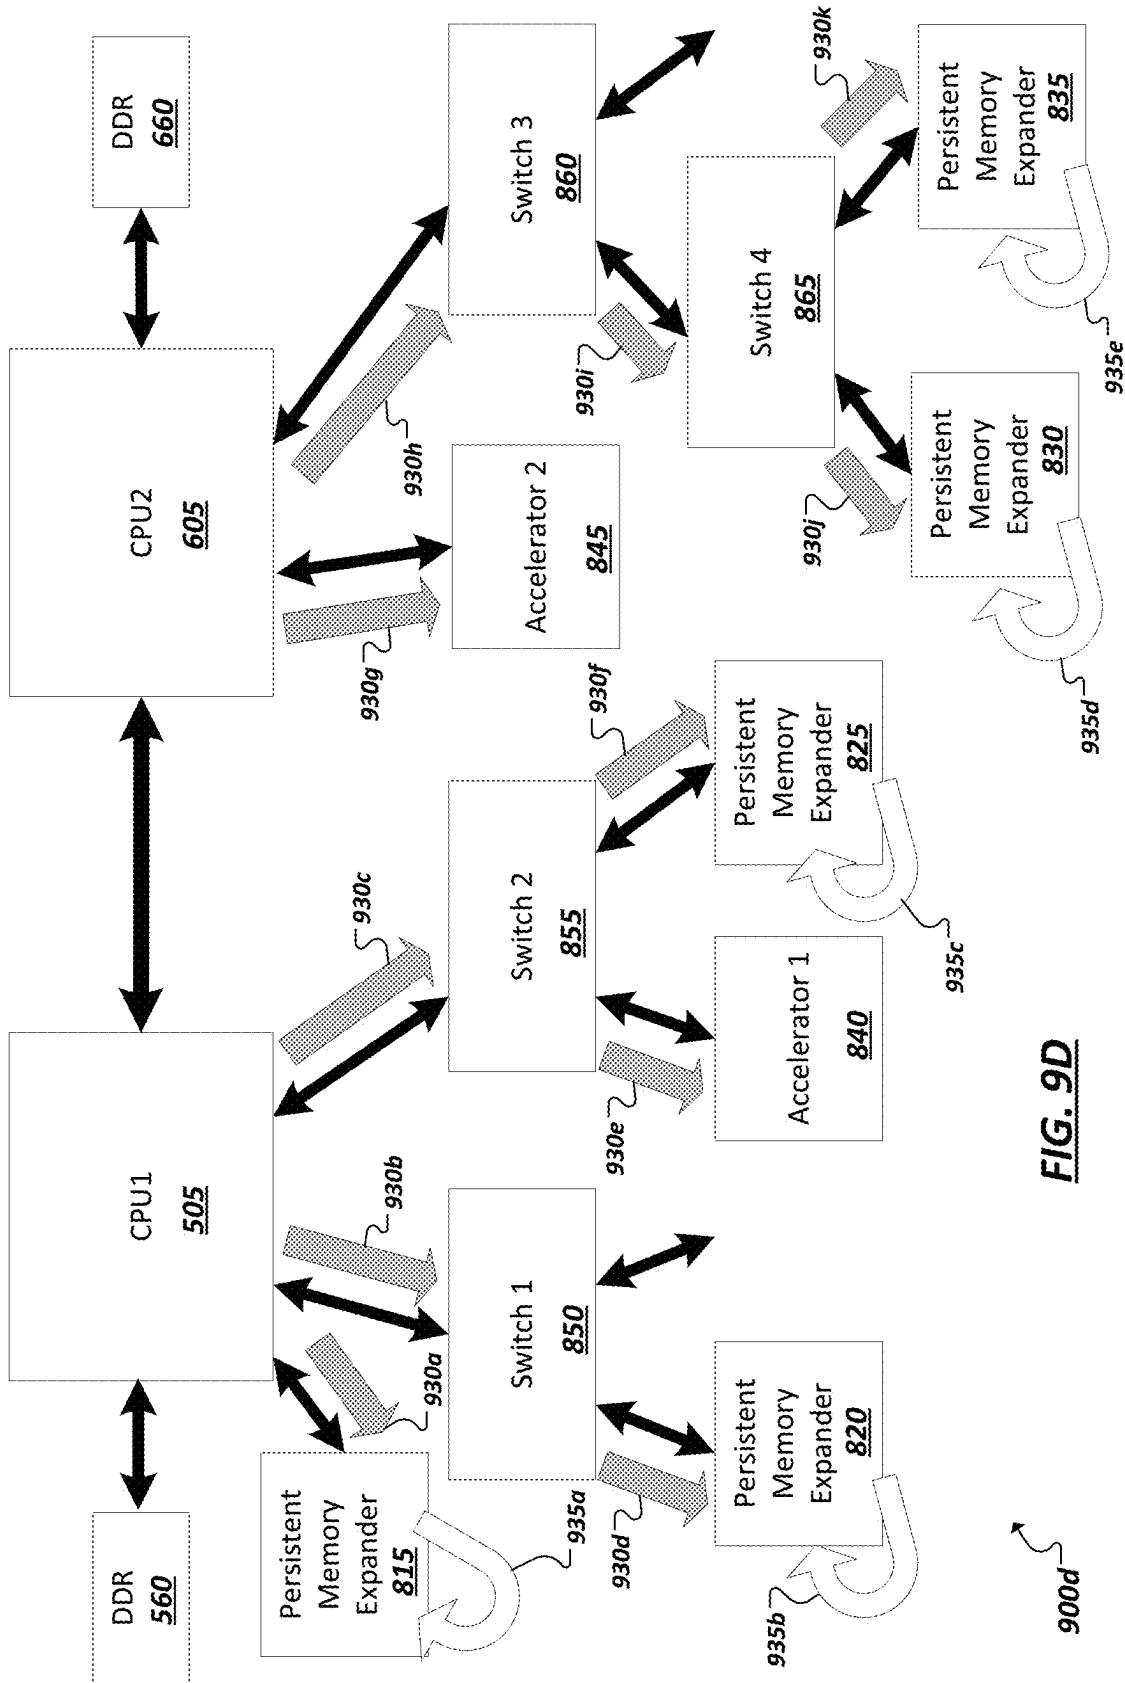 DDR
560
CPU1
505
CPU2
605
DDR
660
Persistent
Memory
Expander
815
935a
930a
930b
930c
930g
930h
Switch 1
850
Switch 2
855
Accelerator 2
845
Switch 3
860
930d
930e
930f
930i
Persistent
Memory
Expander
820
935b
Accelerator 1
840
Persistent
Memory
Expander
825
935c
Switch 4
865
930j
930k
Persistent
Memory
Expander
830
935d
Persistent
Memory
Expander
835
935e
900d
FIG. 9D